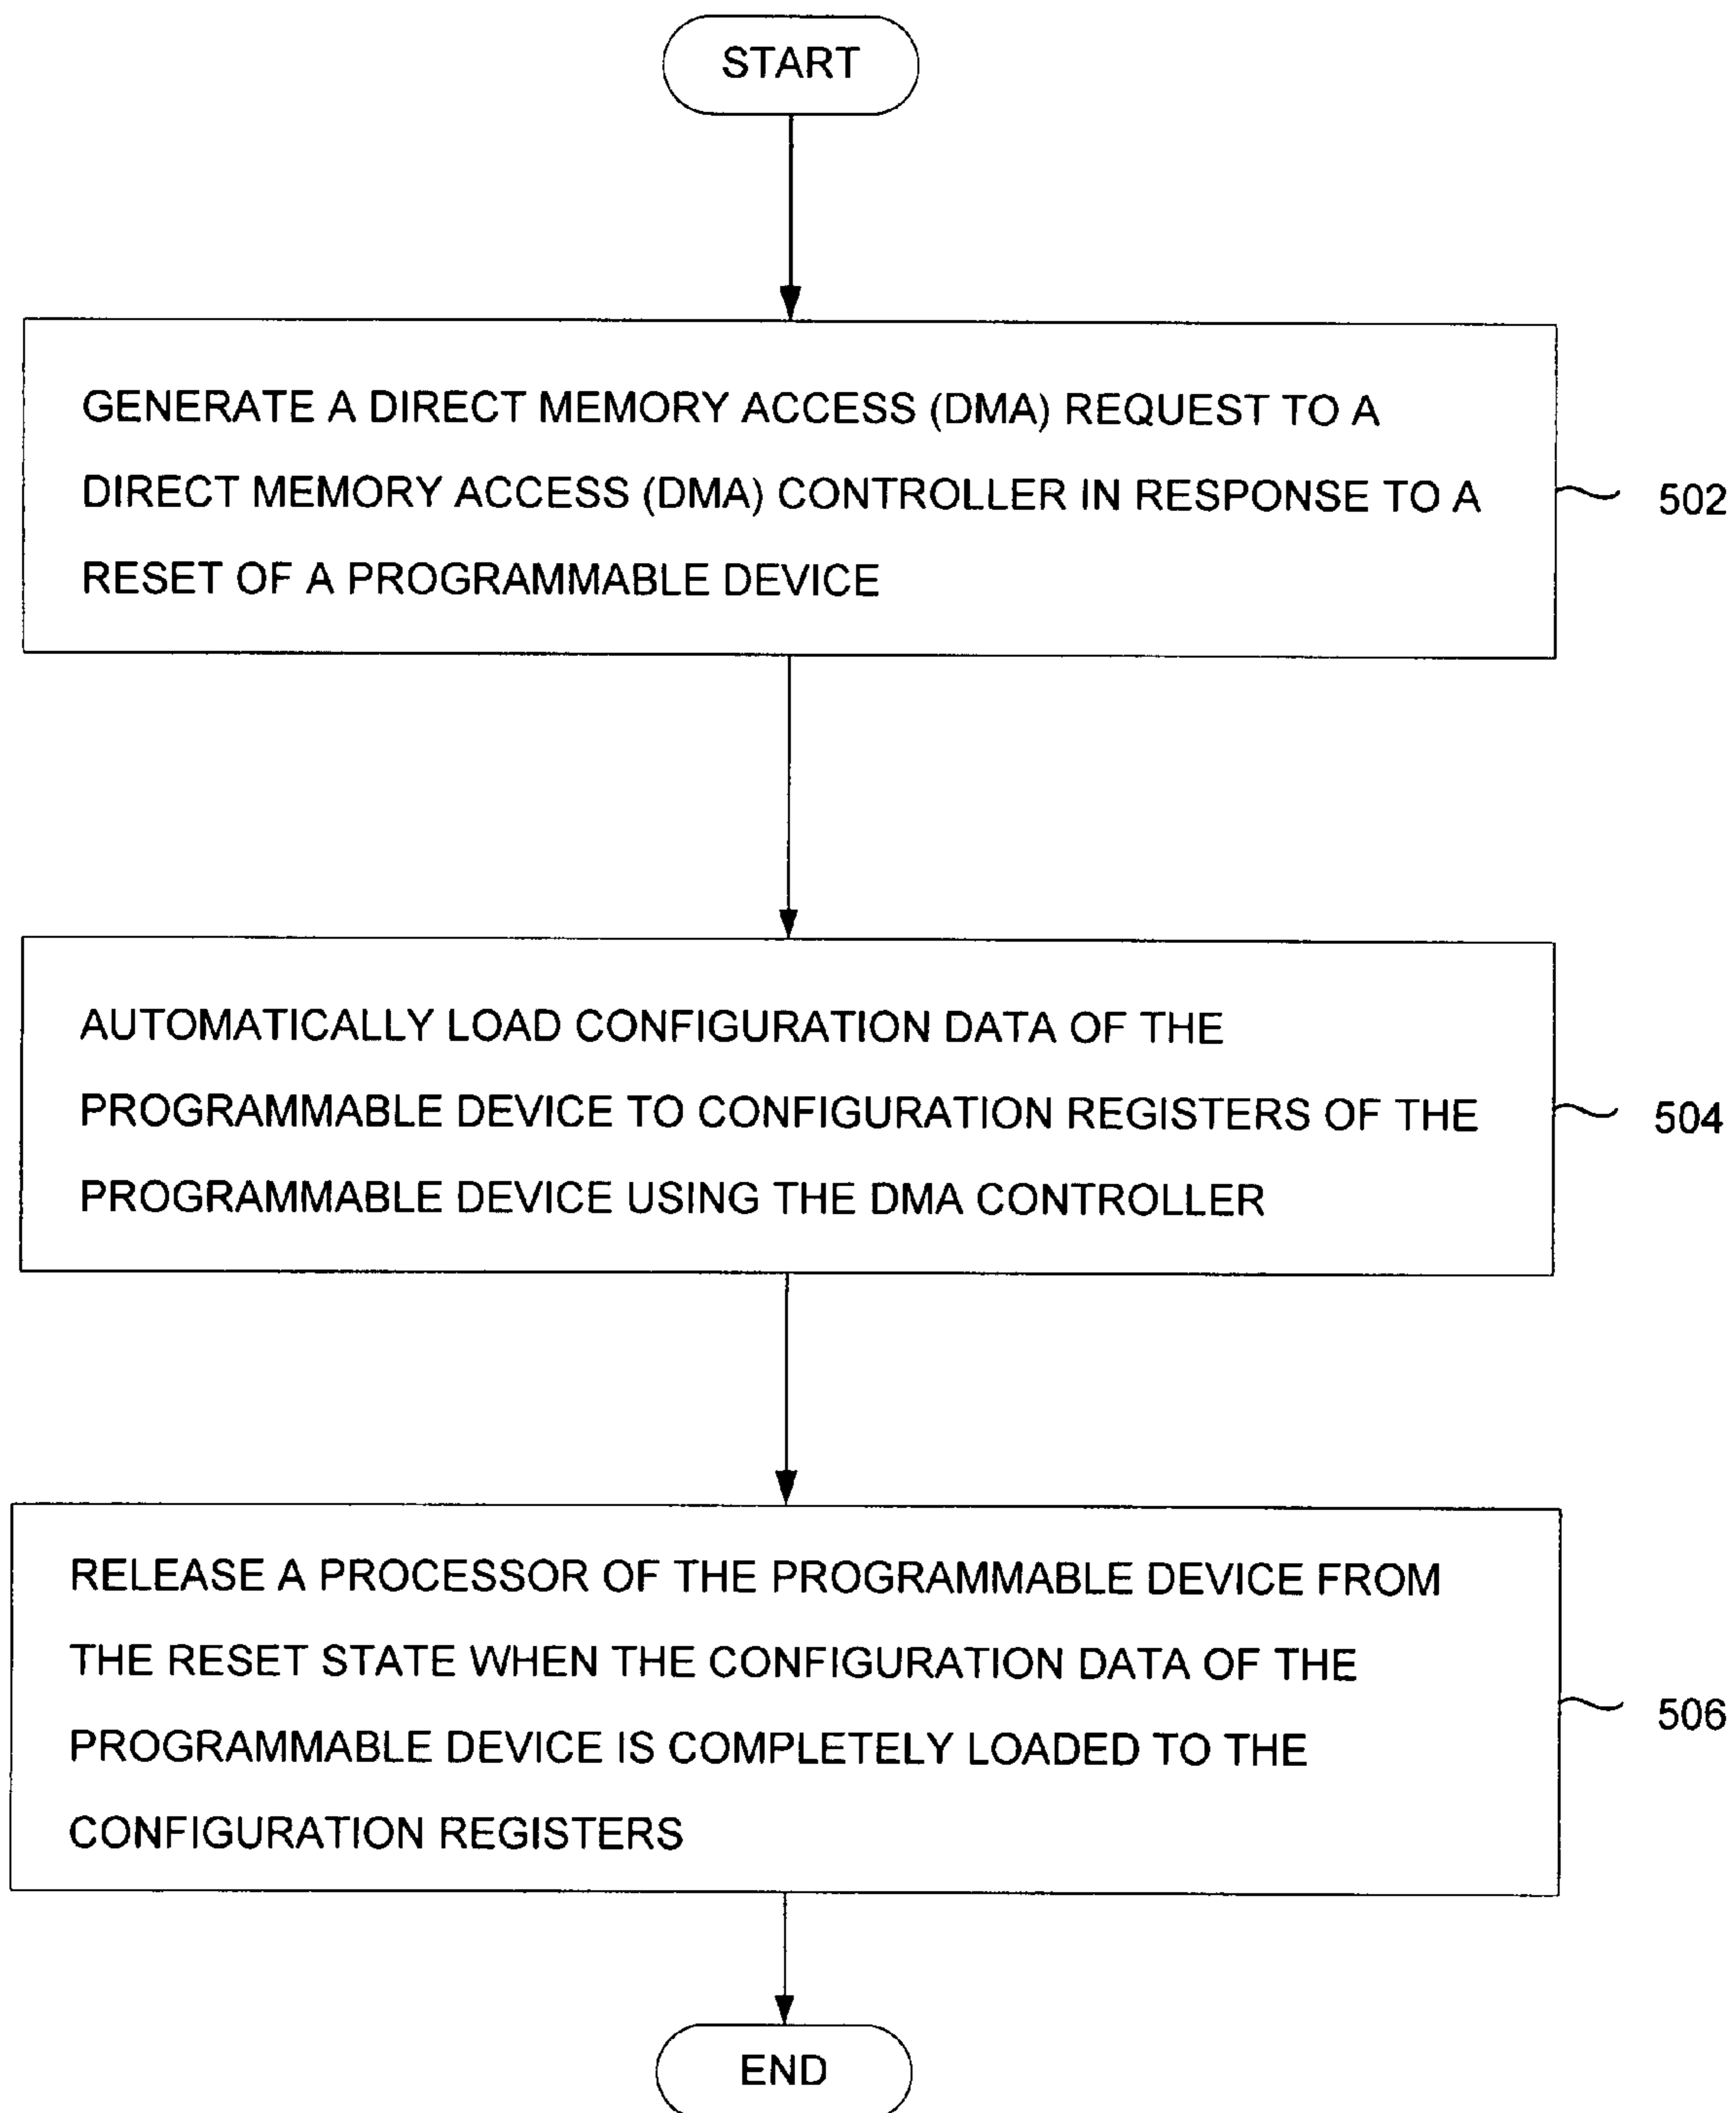 START
GENERATE A DIRECT MEMORY ACCESS (DMA) REQUEST TO A
DIRECT MEMORY ACCESS (DMA) CONTROLLER IN RESPONSE TO A
RESET OF A PROGRAMMABLE DEVICE
502
AUTOMATICALLY LOAD CONFIGURATION DATA OF THE
PROGRAMMABLE DEVICE TO CONFIGURATION REGISTERS OF THE
PROGRAMMABLE DEVICE USING THE DMA CONTROLLER
504
RELEASE A PROCESSOR OF THE PROGRAMMABLE DEVICE FROM
THE RESET STATE WHEN THE CONFIGURATION DATA OF THE
PROGRAMMABLE DEVICE IS COMPLETELY LOADED TO THE
CONFIGURATION REGISTERS
506
END